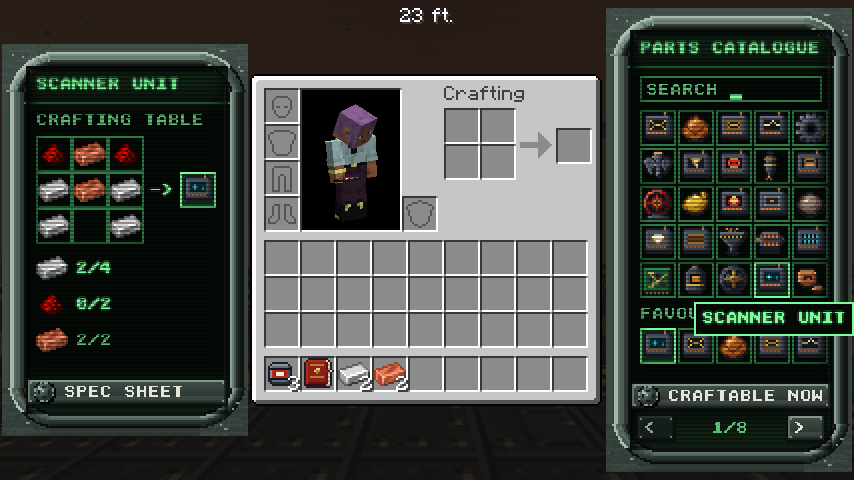 23 ft.
SCANNER UNIT
CRAFTING TABLE
2/4
0/2
2/2
SPEC SHEET
Crafting
3
2
2
PARTS CATALOGUE
SEARCH _
SCANNER UNIT
FAVOU
CRAFTABLE NOW
< 1/8 >